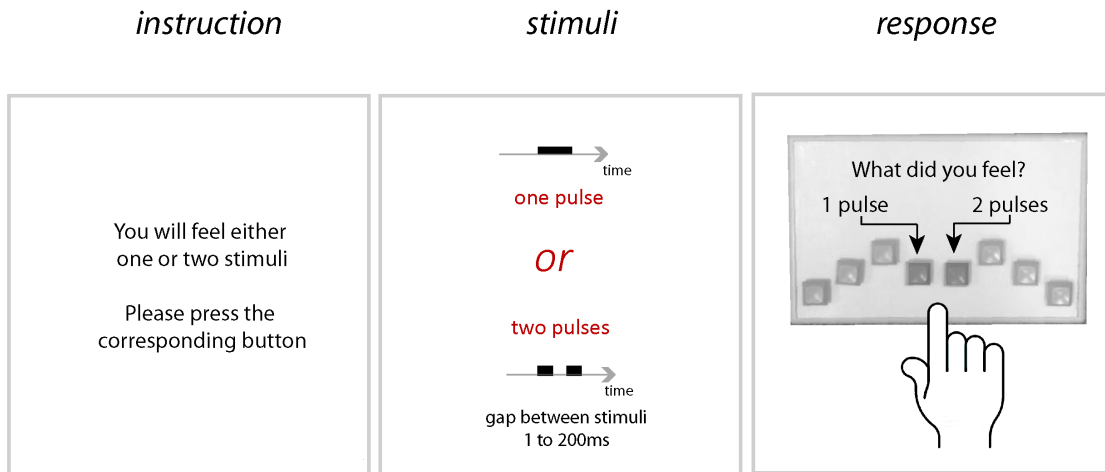 instruction
stimuli
response
You will feel either
one or two stimuli
Please press the
corresponding button
time
one pulse
or
two pulses
time
gap between stimuli
1 to 200ms
What did you feel?
1 pulse
2 pulses